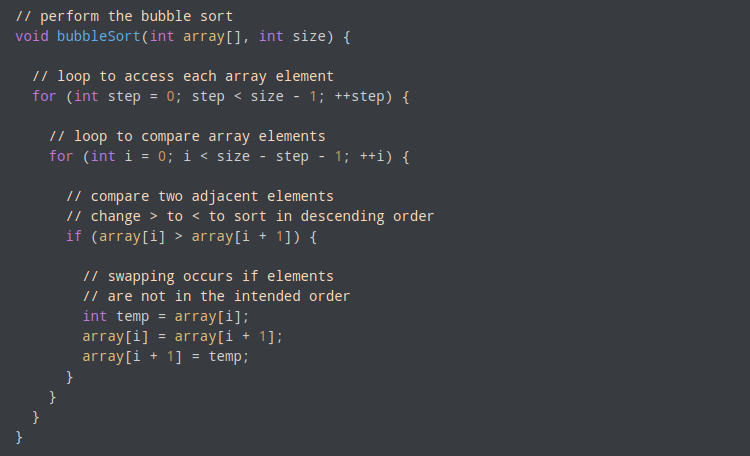 // perform the bubble sort
void bubbleSort(int array[], int size) {
// loop to access each array element
for (int step = 0; step < size - 1; ++step) {
// loop to compare array elements
for (int i = 0; i < size - step - 1; ++i) {
// compare two adjacent elements
// change > to < to sort in descending order
if (array[i] > array[i + 1]) {
// swapping occurs if elements
// are not in the intended order
int temp = array[i];
array[i] = array[i + 1];
array[i + 1] = temp;
}
}
}
}